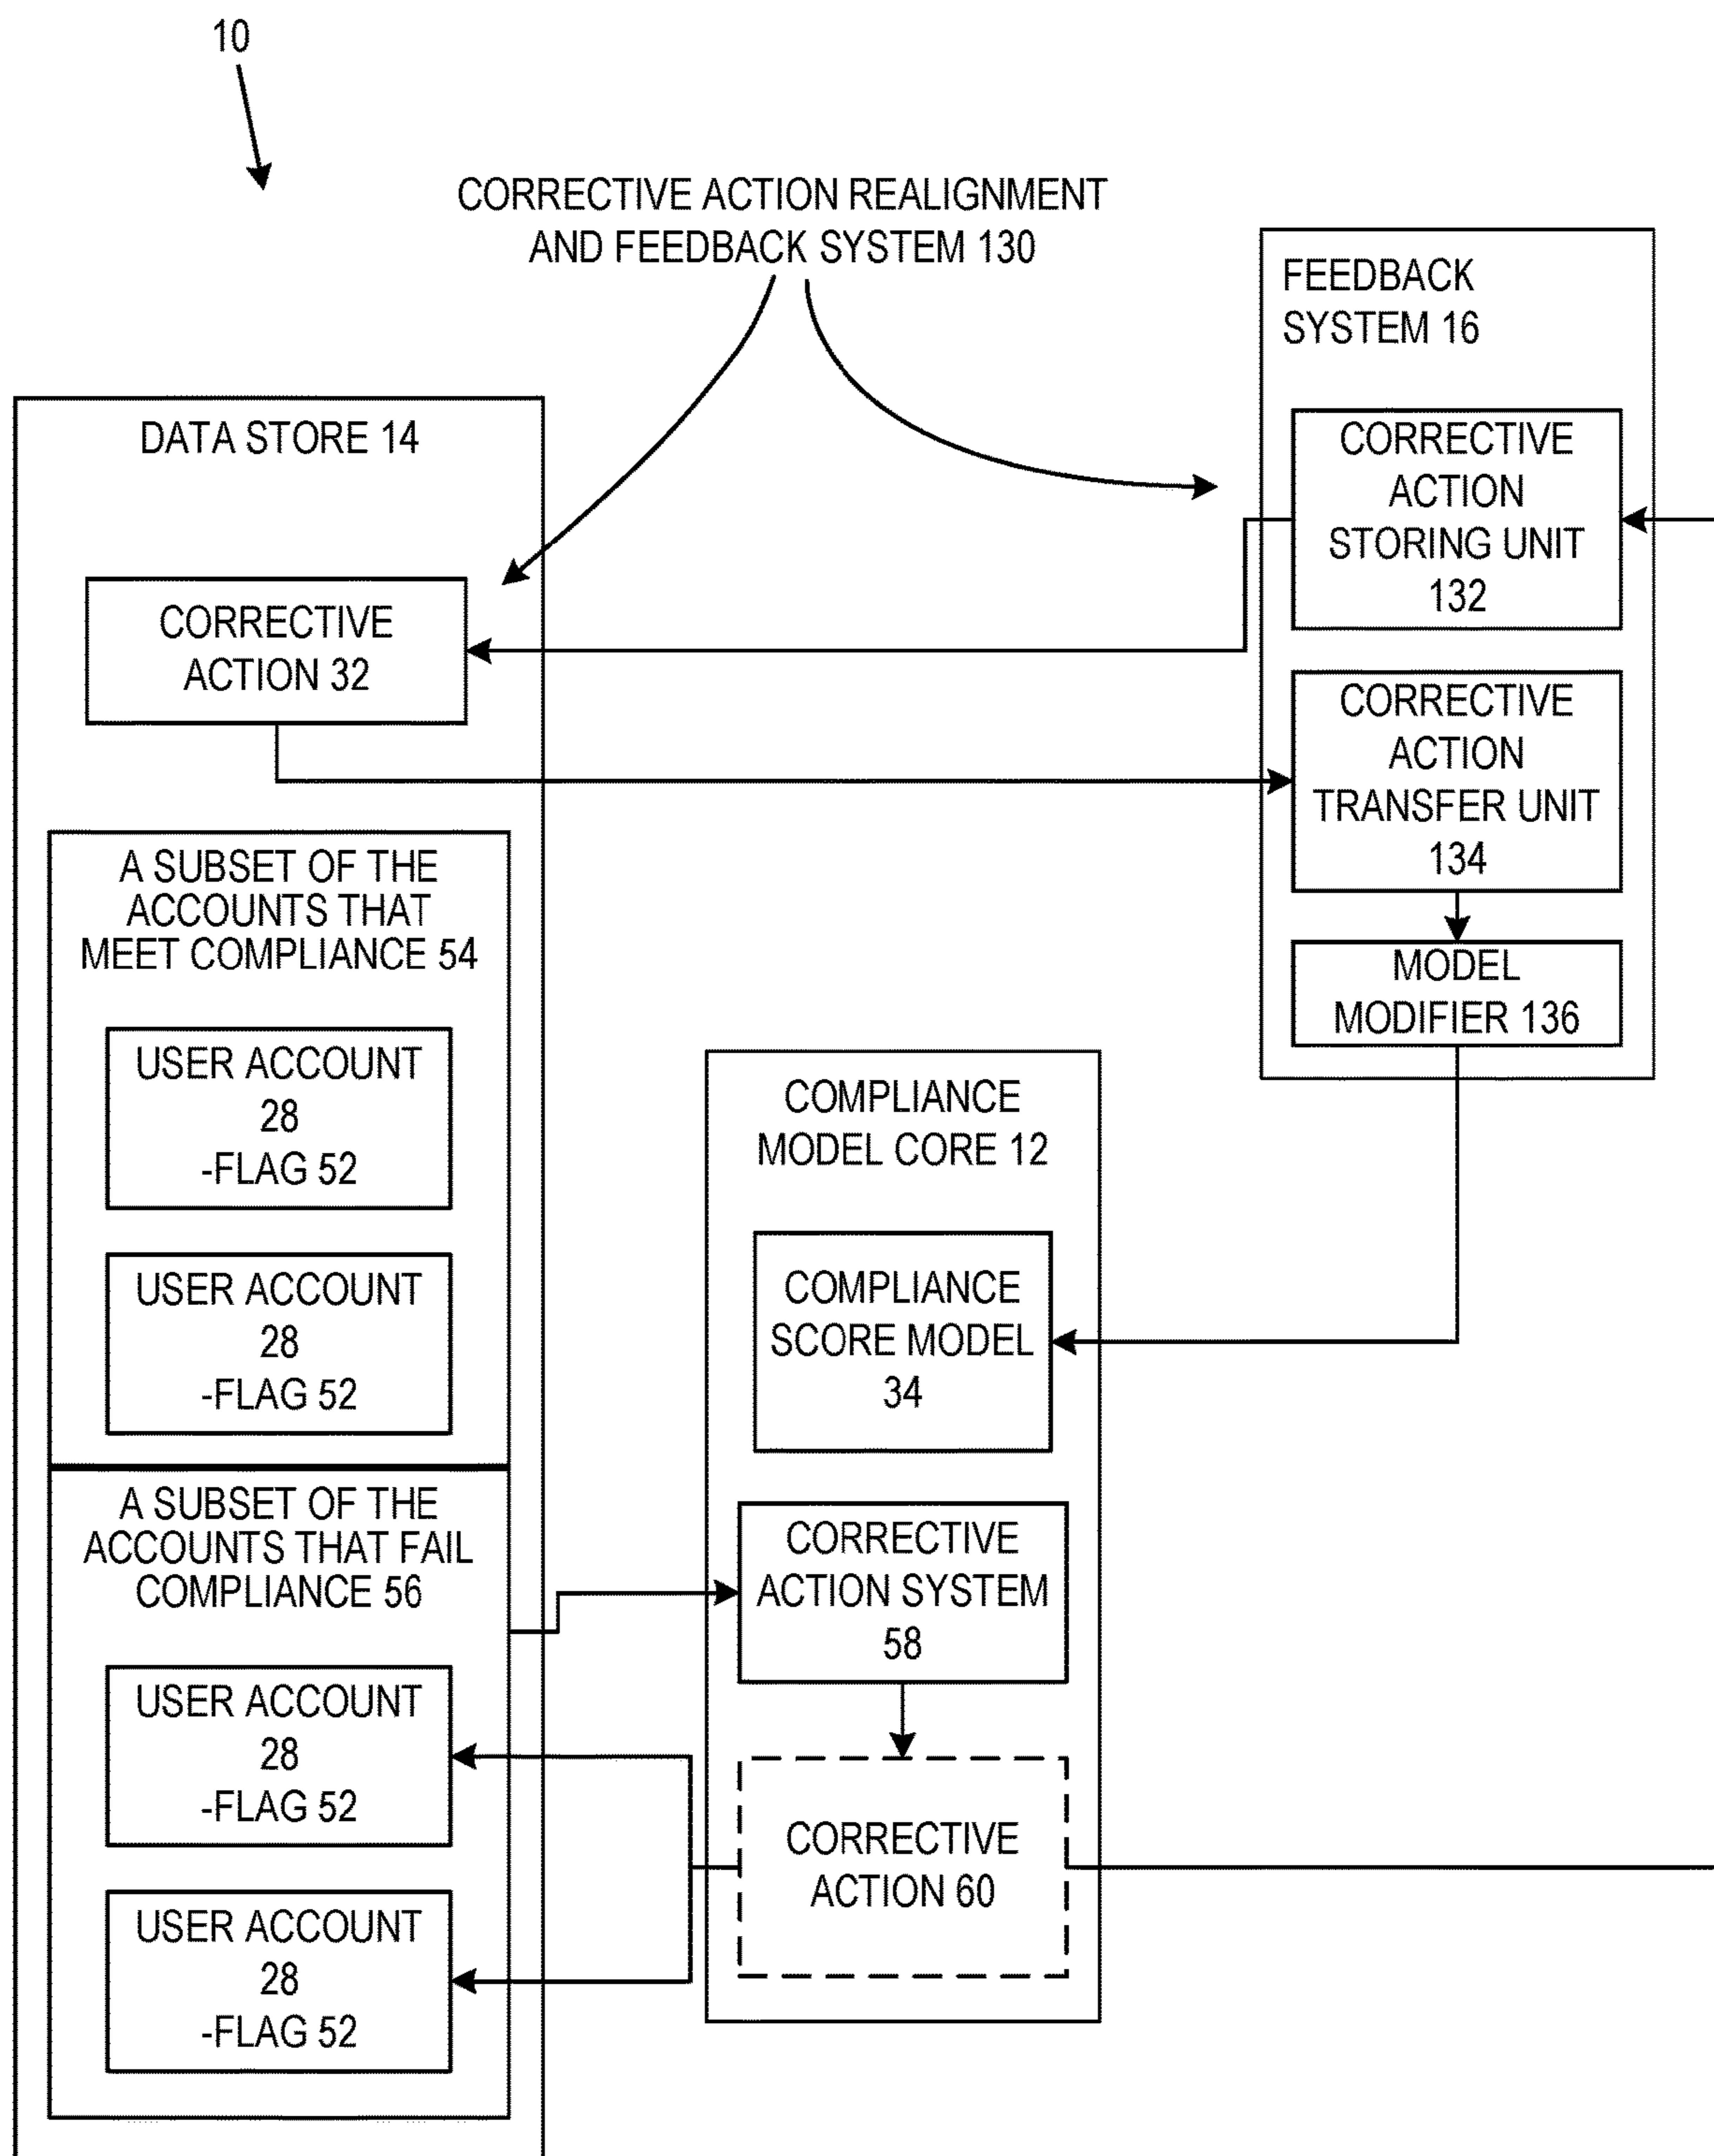 10
CORRECTIVE ACTION REALIGNMENT
AND FEEDBACK SYSTEM 130
FEEDBACK
SYSTEM 16
CORRECTIVE
ACTION
STORING UNIT
132
CORRECTIVE
ACTION
TRANSFER UNIT
134
MODEL
MODIFIER 136
DATA STORE 14
CORRECTIVE
ACTION 32
A SUBSET OF THE
ACCOUNTS THAT
MEET COMPLIANCE 54
USER ACCOUNT
28
-FLAG 52
USER ACCOUNT
28
-FLAG 52
A SUBSET OF THE
ACCOUNTS THAT FAIL
COMPLIANCE 56
USER ACCOUNT
28
-FLAG 52
USER ACCOUNT
28
-FLAG 52
COMPLIANCE
MODEL CORE 12
COMPLIANCE
SCORE MODEL
34
CORRECTIVE
ACTION SYSTEM
58
CORRECTIVE
ACTION 60